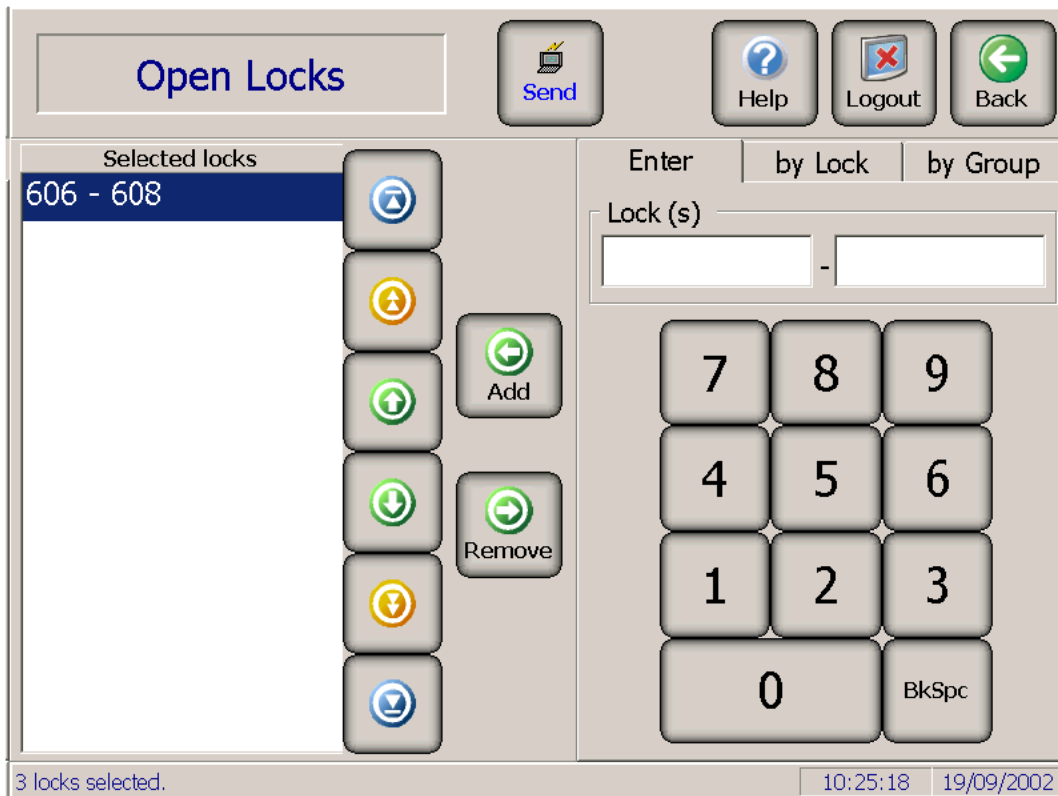 Open Locks
Send
Help
Logout
Back
Selected locks
606 - 608
Add
Remove
Enter
by Lock
by Group
Lock (s)
-
7 8 9
4 5 6
1 2 3
0 BkSpc
3 locks selected.
10:25:18
19/09/2002